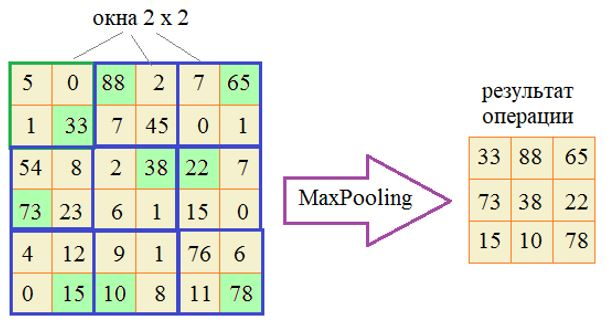 окна 2 x 2
5 0 88 2 7 65
1 33 7 45 0 1
54 8 2 38 22 7
73 23 6 1 15 0
4 12 9 1 76 6
0 15 10 8 11 78
MaxPooling
результат
операции
33 88 65
73 38 22
15 10 78